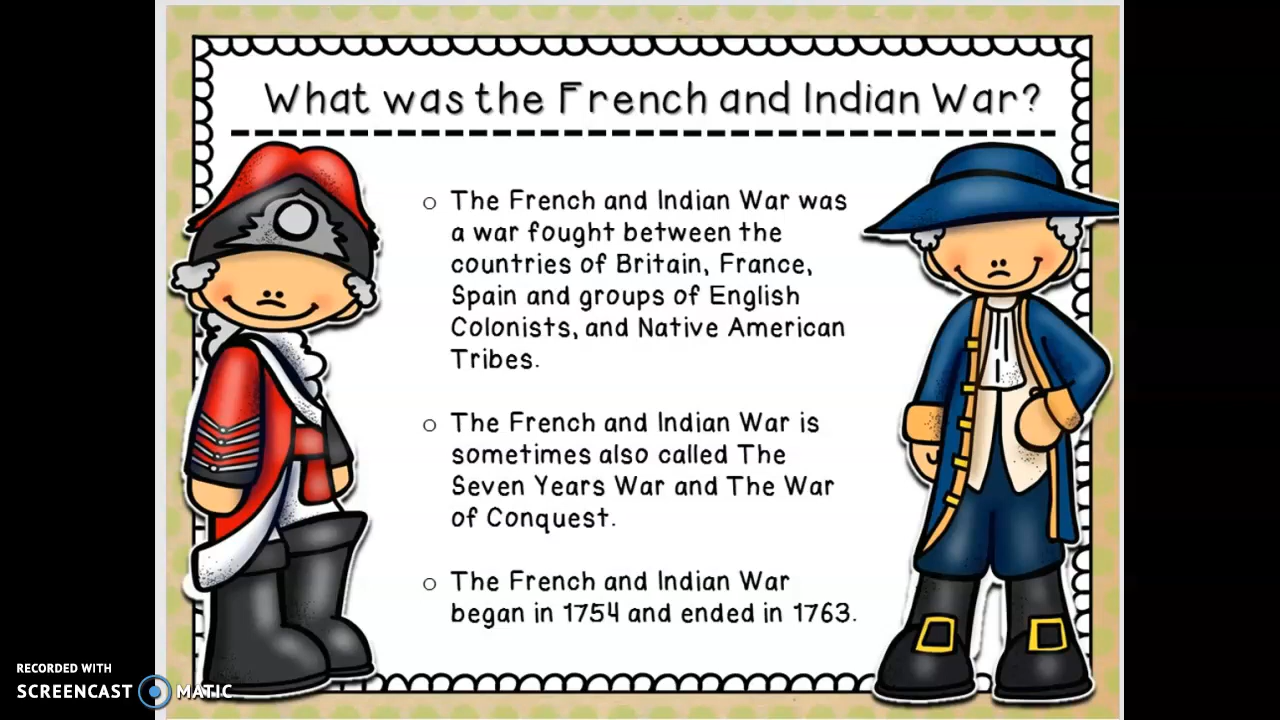 What was the French and Indian War?
o The French and Indian War was
a war fought between the
countries of Britain, France,
Spain and groups of English
Colonists, and Native American
Tribes.
o The French and Indian War is
sometimes also called The
Seven Years War and The War
of Conquest.
o The French and Indian War
began in 1754 and ended in 1763.
RECORDED WITH
SCREENCAST MATIC